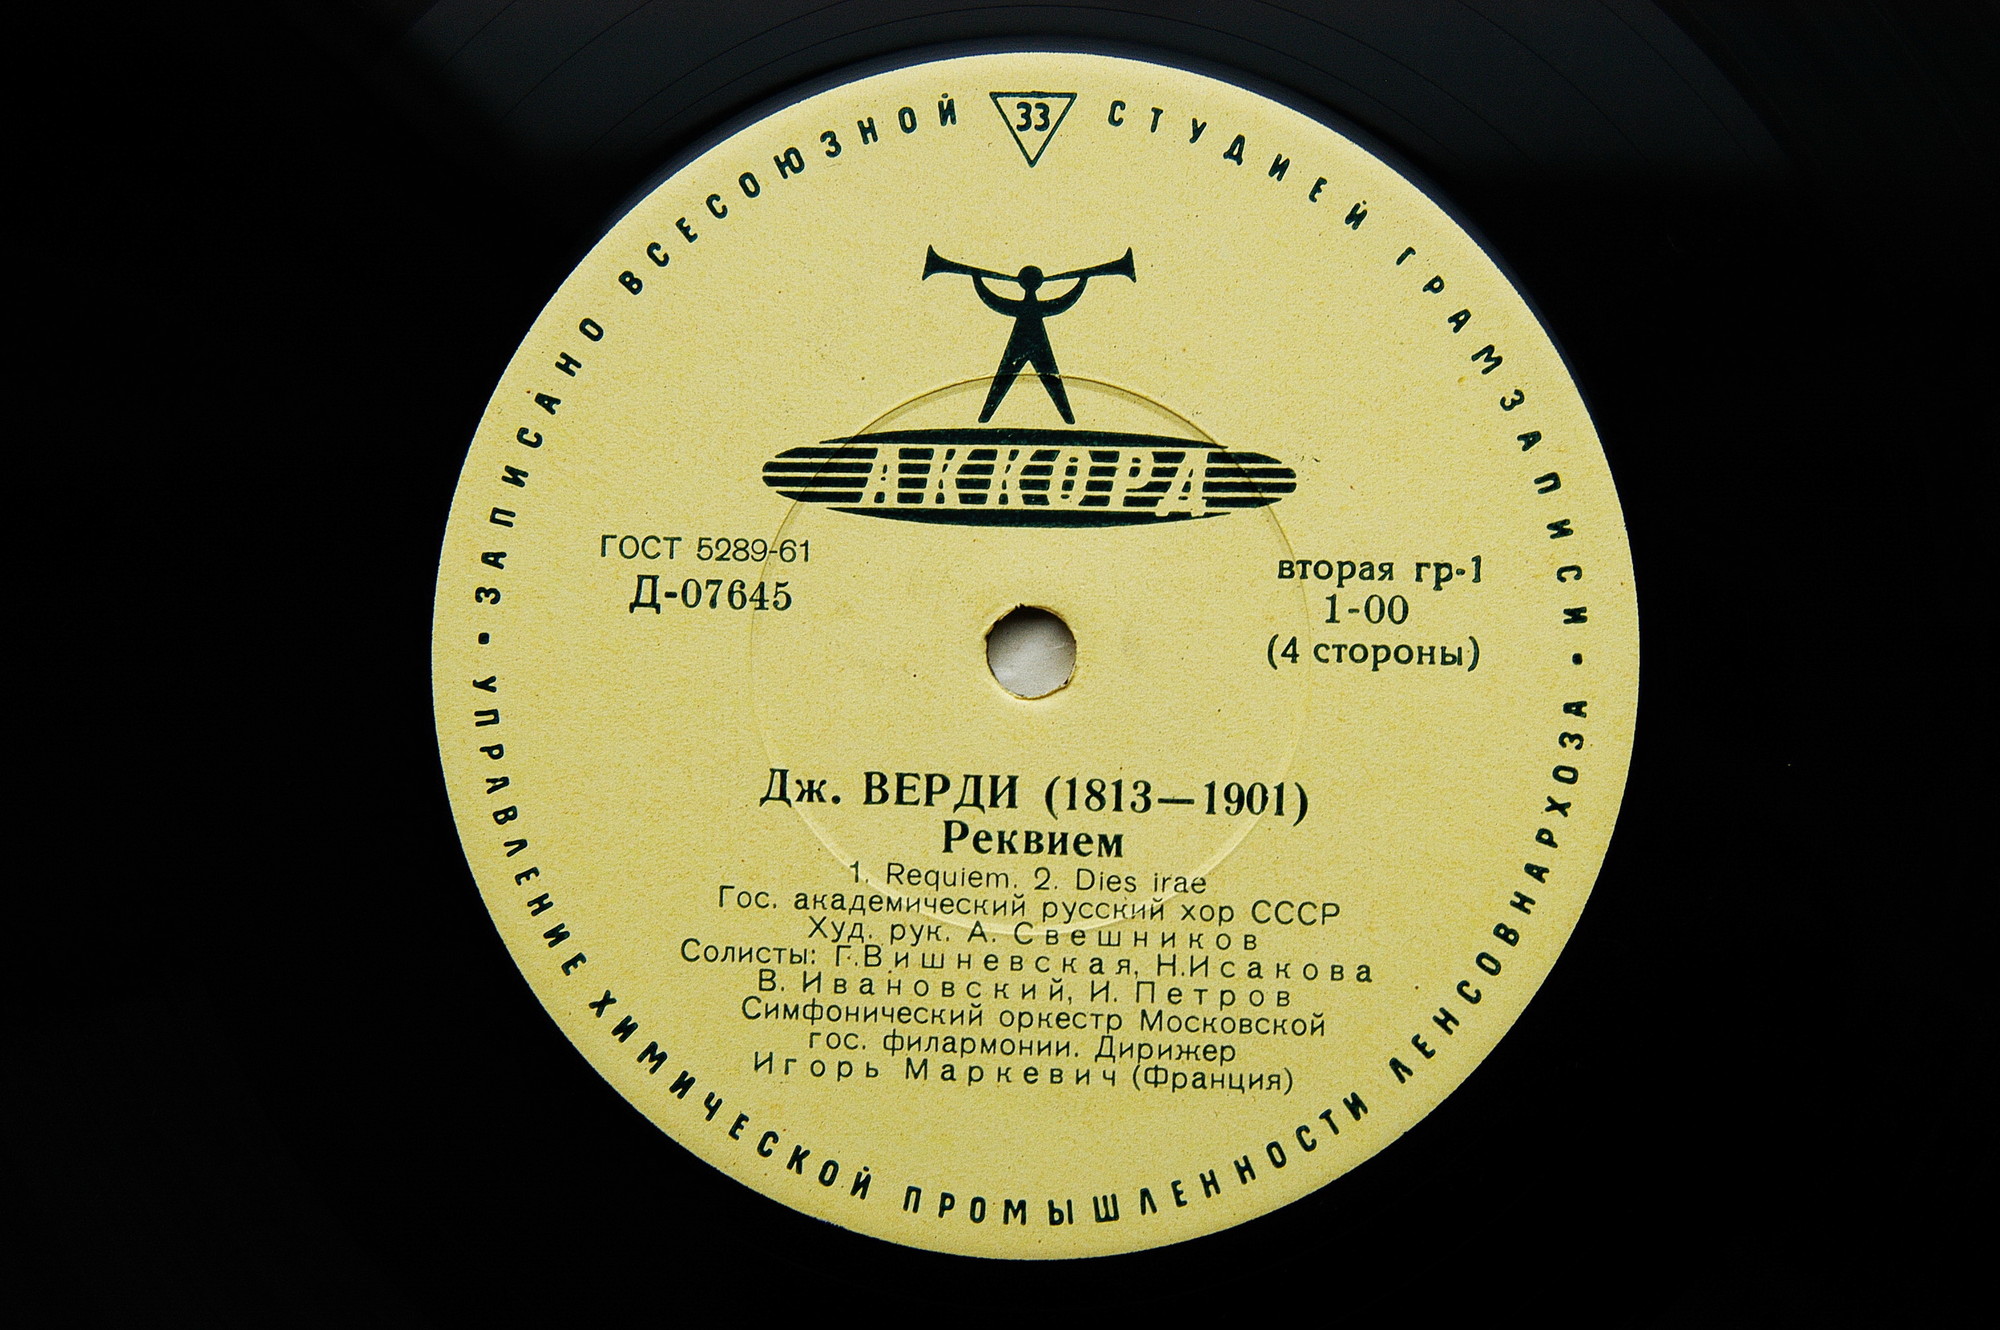 ЗАПИСАНО ВСЕСОЮЗНОЙ СТУДИЕЙ ГРАМЗАПИСИ •
33
АККОРД
ГОСТ 5289-61
Д-07645
вторая гр-1
1-00
(4 стороны)
Дж. ВЕРДИ (1813—1901)
Реквием
1. Requiem. 2. Dies irae
Гос. академический русский хор СССР
Худ. рук. А. Свешников
Солисты: Г.Вишневская, Н.Исакова
В. Ивановский, И. Петров
Симфонический оркестр Московской
гос. филармонии. Дирижер
Игорь Маркевич (Франция)
УПРАВЛЕНИЕ ХИМИЧЕСКОЙ ПРОМЫШЛЕННОСТИ ЛЕНСОВНАРХОЗА •